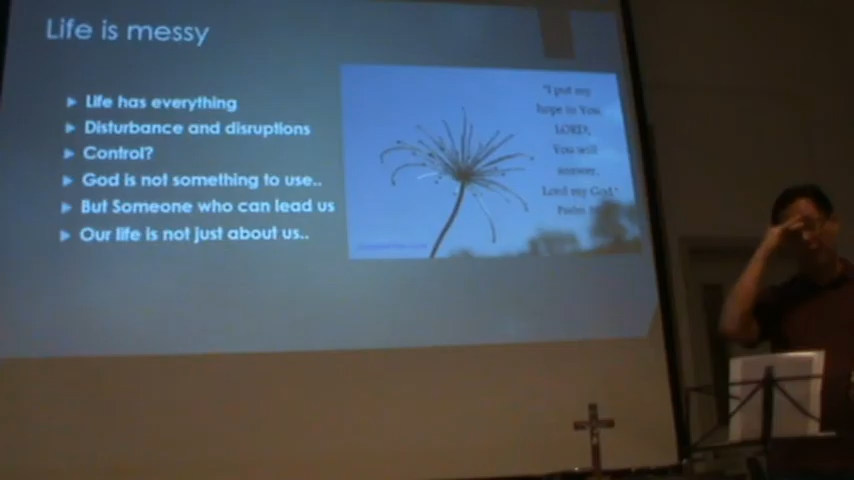 Life is messy
Life has everything
Disturbance and disruptions
Control?
God is not something to use..
But Someone who can lead us
Our life is not just about us..
"I put my
hope in You
LORD;
You will
answer,
Lord my God."
Psalm